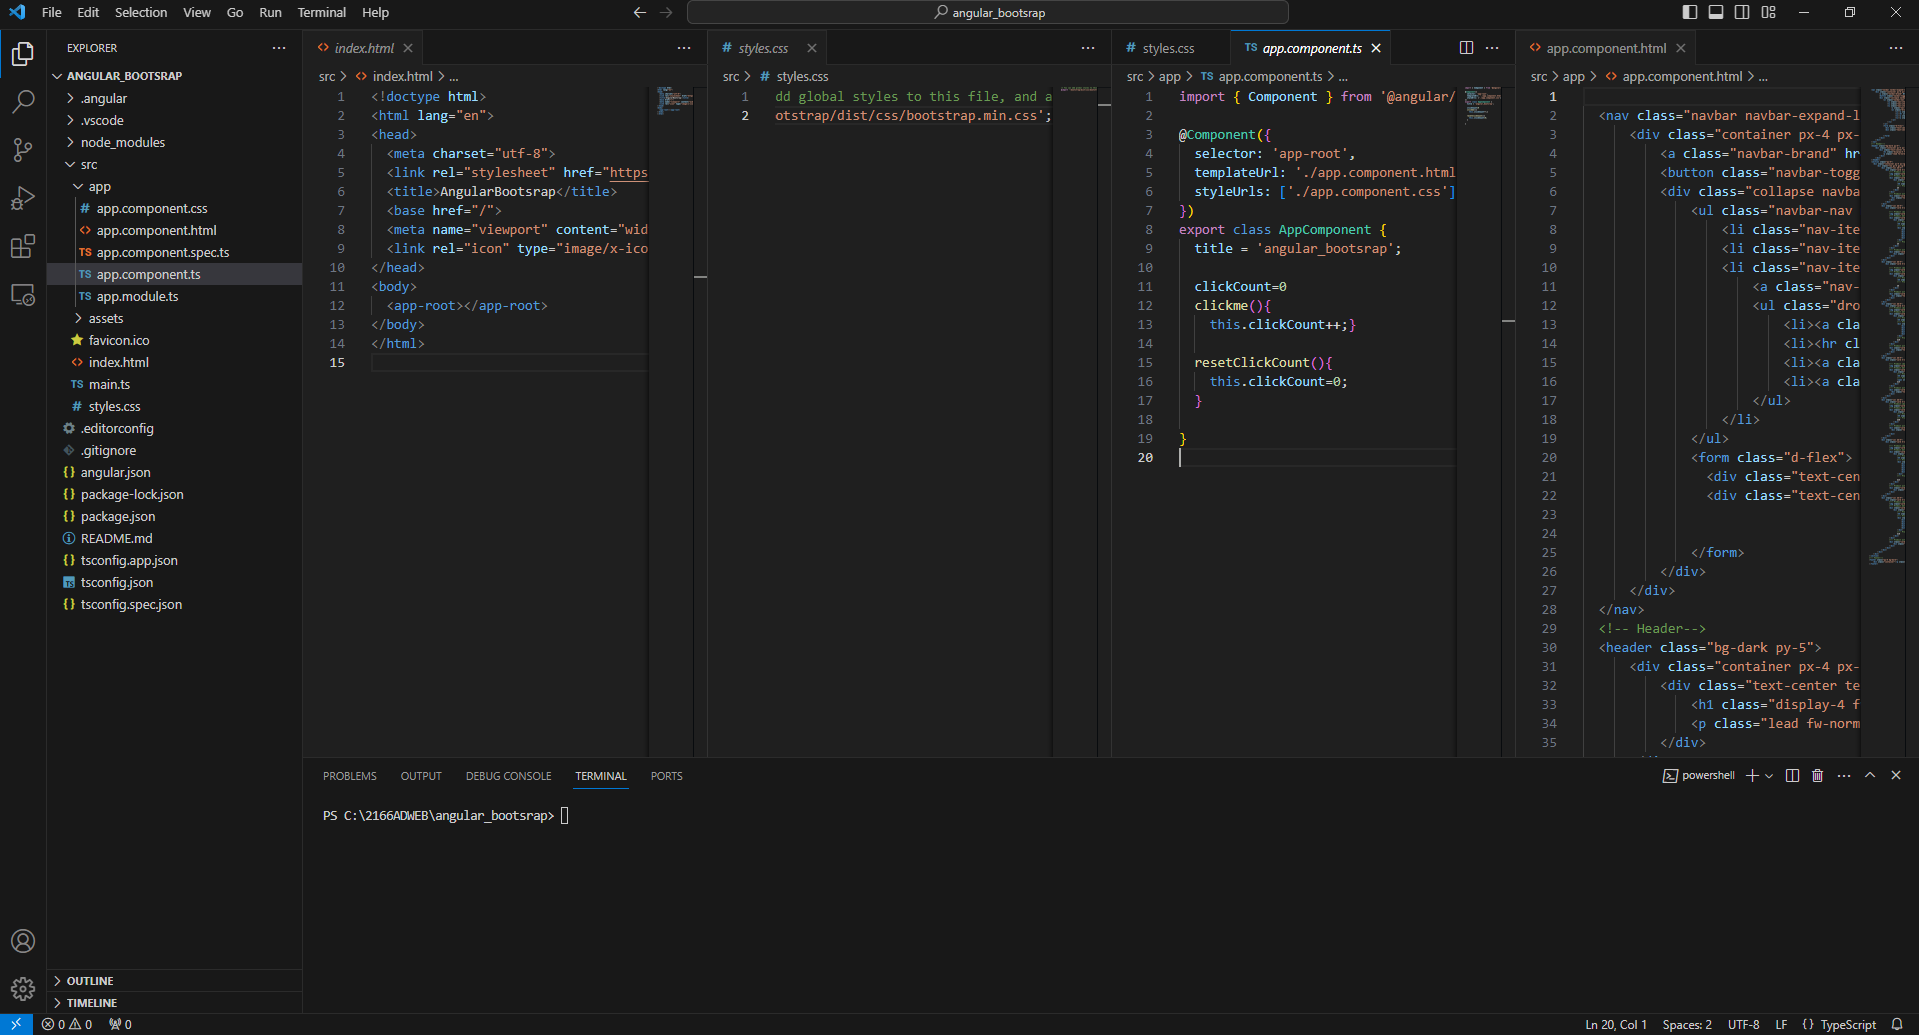 File Edit Selection View Go Run Terminal Help
angular_bootsrap
EXPLORER
ANGULAR_BOOTSRAP
.angular
.vscode
node_modules
src
app
app.component.css
app.component.html
app.component.spec.ts
app.component.ts
app.module.ts
assets
favicon.ico
index.html
main.ts
styles.css
.editorconfig
.gitignore
angular.json
package-lock.json
package.json
README.md
tsconfig.app.json
tsconfig.json
tsconfig.spec.json
OUTLINE
TIMELINE
index.html
src > index.html > ...
1 <!doctype html>
2 <html lang="en">
3 <head>
4 <meta charset="utf-8">
5 <link rel="stylesheet" href="https
6 <title>AngularBootsrap</title>
7 <base href="/">
8 <meta name="viewport" content="wid
9 <link rel="icon" type="image/x-ico
10 </head>
11 <body>
12 <app-root></app-root>
13 </body>
14 </html>
15
styles.css
src > styles.css
1 dd global styles to this file, and a
2 otstrap/dist/css/bootstrap.min.css';
styles.css app.component.ts
src > app > app.component.ts > ...
1 import { Component } from '@angular/
2
3 @Component({
4 selector: 'app-root',
5 templateUrl: './app.component.html
6 styleUrls: ['./app.component.css']
7 })
8 export class AppComponent {
9 title = 'angular_bootsrap';
10
11 clickCount=0
12 clickme(){
13 this.clickCount++;}
14
15 resetClickCount(){
16 this.clickCount=0;
17 }
18
19 }
20
app.component.html
src > app > app.component.html > ...
1
2 <nav class="navbar navbar-expand-l
3 <div class="container px-4 px-
4 <a class="navbar-brand" hr
5 <button class="navbar-togg
6 <div class="collapse navba
7 <ul class="navbar-nav
8 <li class="nav-ite
9 <li class="nav-ite
10 <li class="nav-ite
11 <a class="nav-
12 <ul class="dro
13 <li><a cla
14 <li><hr cl
15 <li><a cla
16 <li><a cla
17 </ul>
18 </li>
19 </ul>
20 <form class="d-flex">
21 <div class="text-cen
22 <div class="text-cen
23
24
25 </form>
26 </div>
27 </div>
28 </nav>
29 <!-- Header-->
30 <header class="bg-dark py-5">
31 <div class="container px-4 px-
32 <div class="text-center te
33 <h1 class="display-4 f
34 <p class="lead fw-norm
35 </div>
PROBLEMS OUTPUT DEBUG CONSOLE TERMINAL PORTS
powershell
PS C:\2166ADWEB\angular_bootsrap>
0 0 0
Ln 20, Col 1 Spaces: 2 UTF-8 LF {} TypeScript